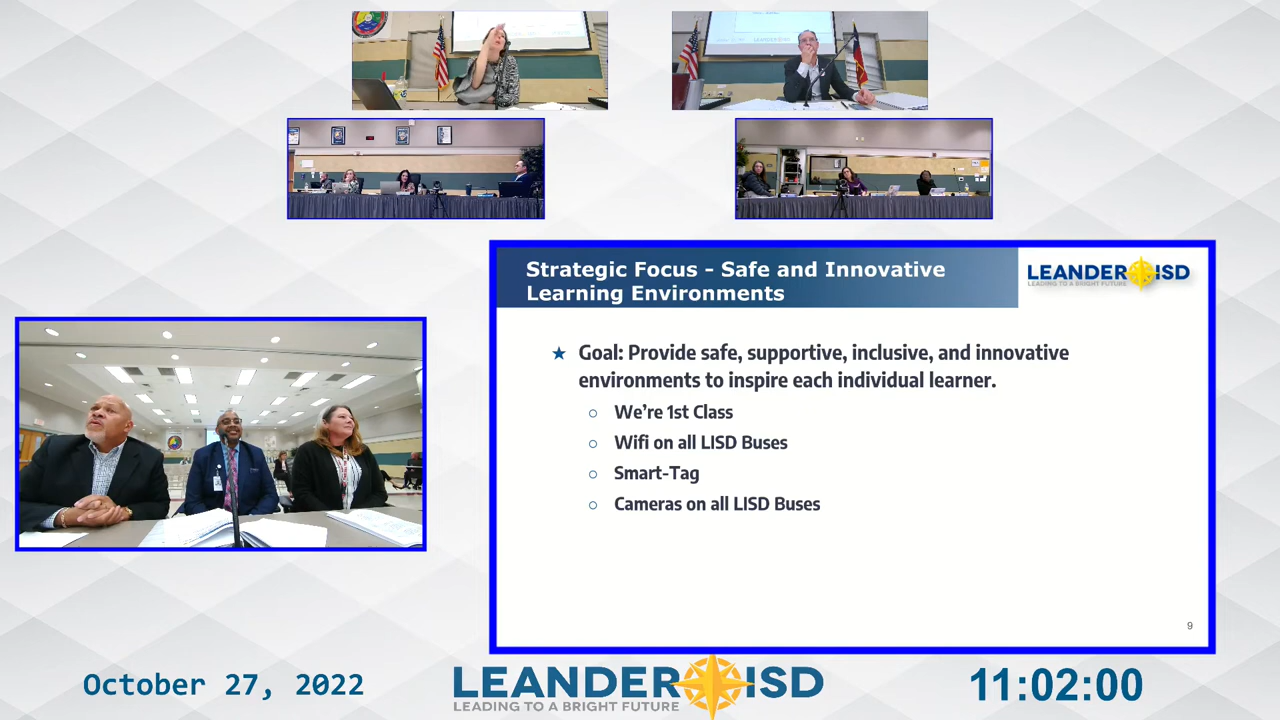 LEANDER ISD
Strategic Focus - Safe and Innovative
Learning Environments
LEANDER ISD
LEADING TO A BRIGHT FUTURE
★ Goal: Provide safe, supportive, inclusive, and innovative
environments to inspire each individual learner.
○ We're 1st Class
○ Wifi on all LISD Buses
○ Smart-Tag
○ Cameras on all LISD Buses
9
October 27, 2022
LEANDER ISD
LEADING TO A BRIGHT FUTURE
11:02:00